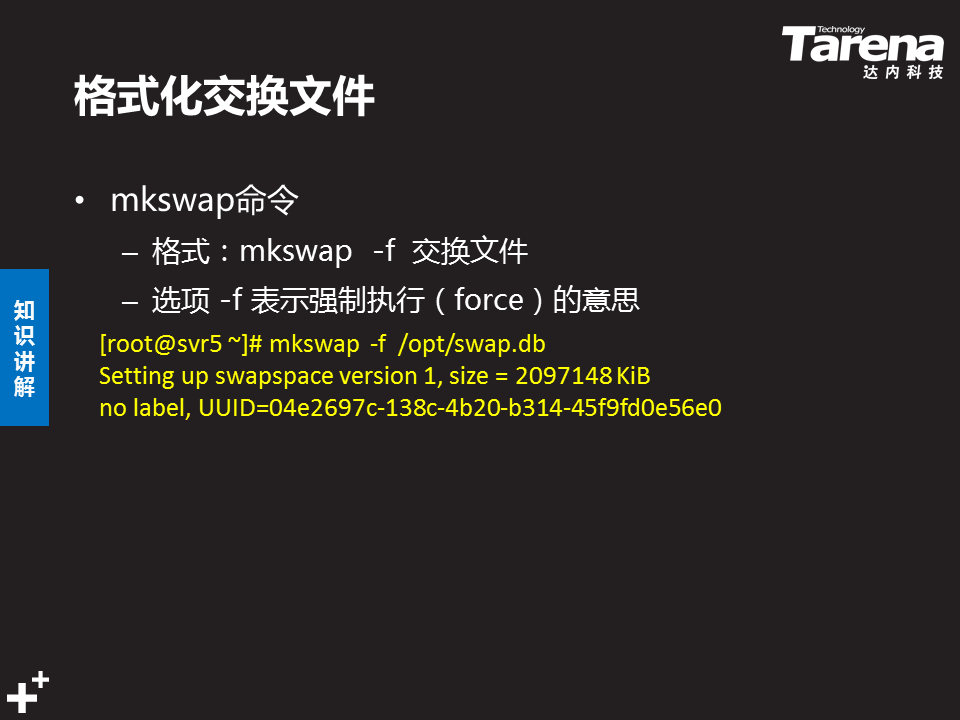 Technology
Tarena
达内科技
格式化交换文件
• mkswap命令
– 格式：mkswap -f 交换文件
– 选项 -f 表示强制执行（force）的意思
[root@svr5 ~]# mkswap -f /opt/swap.db
Setting up swapspace version 1, size = 2097148 KiB
no label, UUID=04e2697c-138c-4b20-b314-45f9fd0e56e0
知
识
讲
解